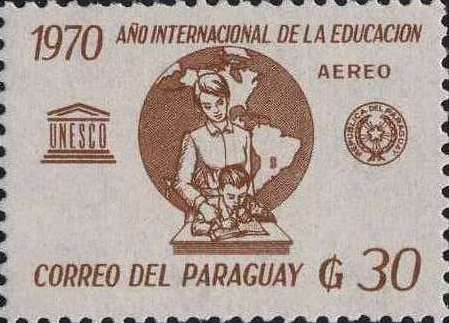 1970 AÑO INTERNACIONAL DE LA EDUCACION
AEREO
UNESCO
REPUBLICA DEL PARAGUAY
CORREO DEL PARAGUAY ₲ 30